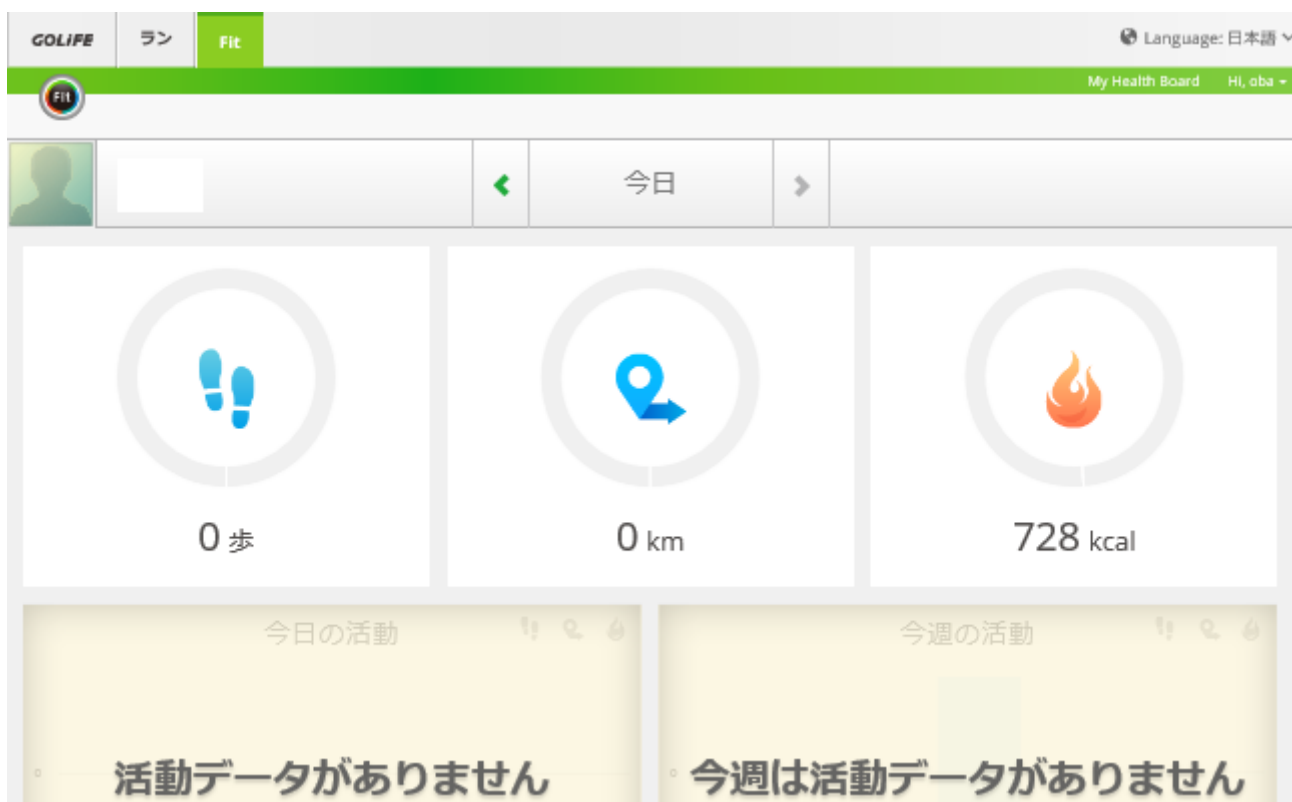 GOLiFE ラン Fit Language: 日本語
My Health Board Hi, oba
Fit
今日
0 歩 0 km 728 kcal
今日の活動 今週の活動
活動データがありません 今週は活動データがありません